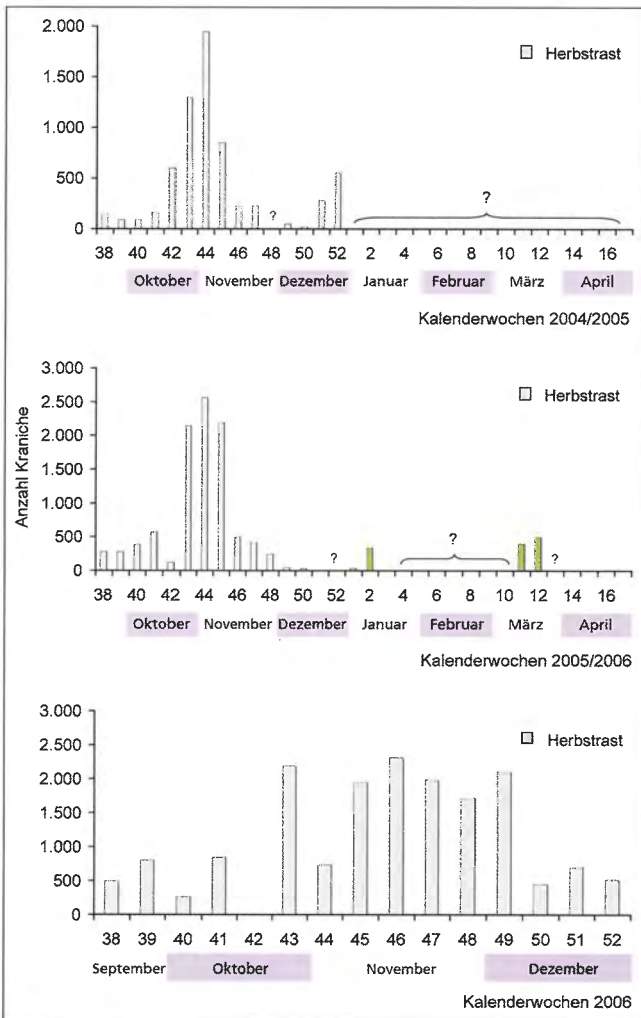 2.000
Herbstrast
1.500
1.000
500
?
?
0
38 40 42 44 46 48 50 52 2 4 6 8 10 12 14 16
Oktober November Dezember Januar Februar März April
Kalenderwochen 2004/2005
Anzahl Kraniche
3.000
Herbstrast
2.500
2.000
1.500
1.000
500
?
?
?
0
38 40 42 44 46 48 50 52 2 4 6 8 10 12 14 16
Oktober November Dezember Januar Februar März April
Kalenderwochen 2005/2006
3.000
Herbstrast
2.500
2.000
1.500
1.000
500
0
38 39 40 41 42 43 44 45 46 47 48 49 50 51 52
September Oktober November Dezember
Kalenderwochen 2006